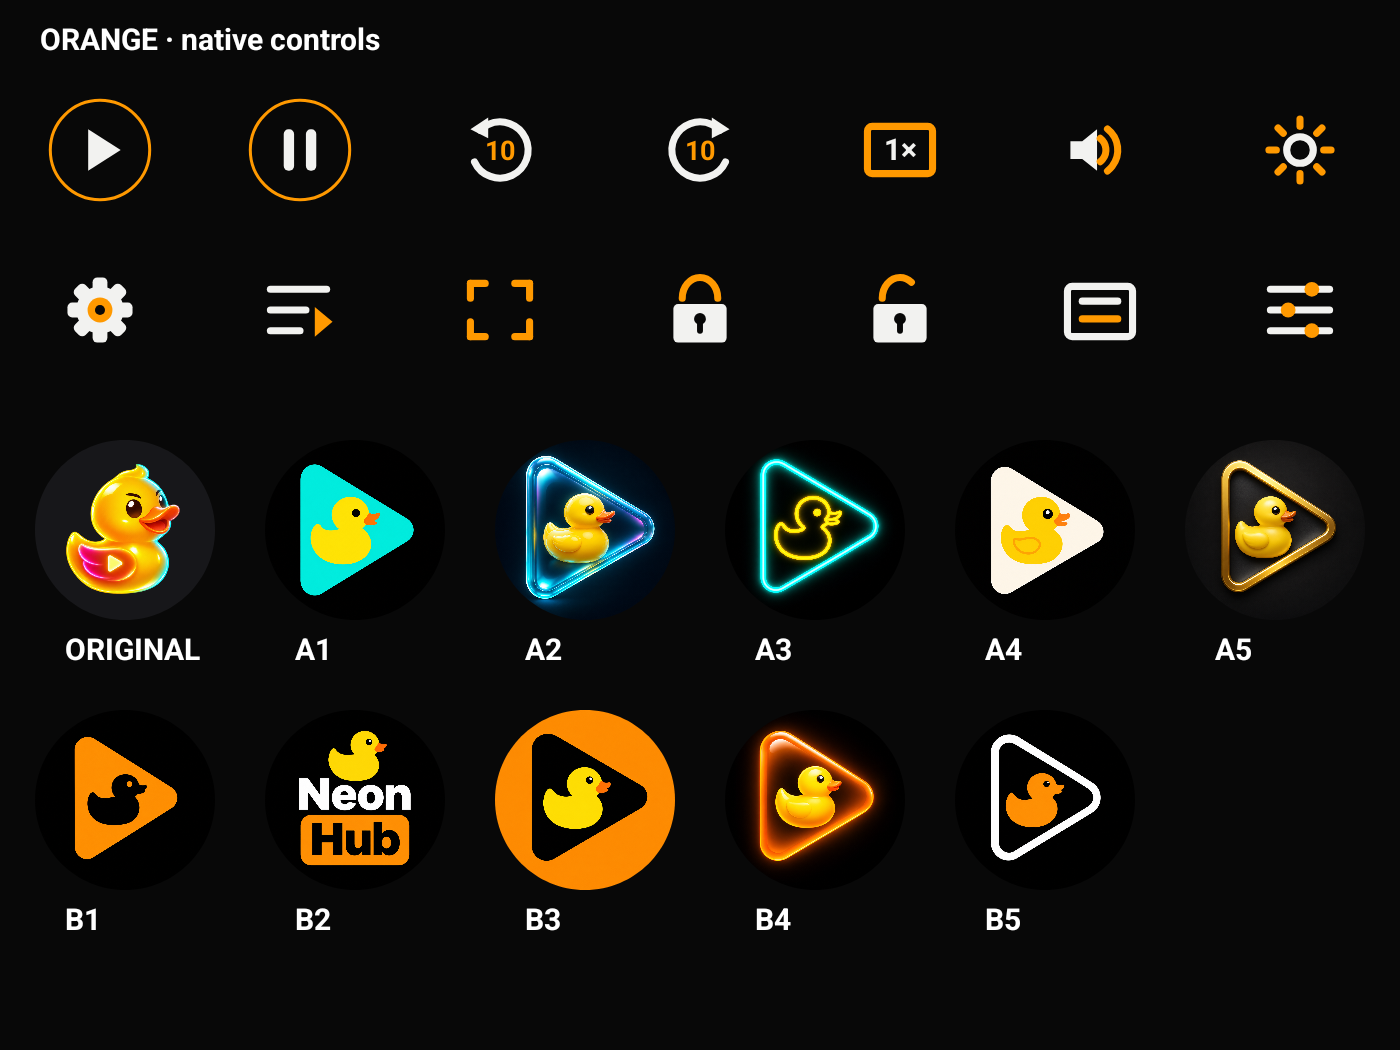 ORANGE · native controls
10
10
1×
ORIGINAL
A1
A2
A3
A4
A5
Neon
Hub
B1
B2
B3
B4
B5